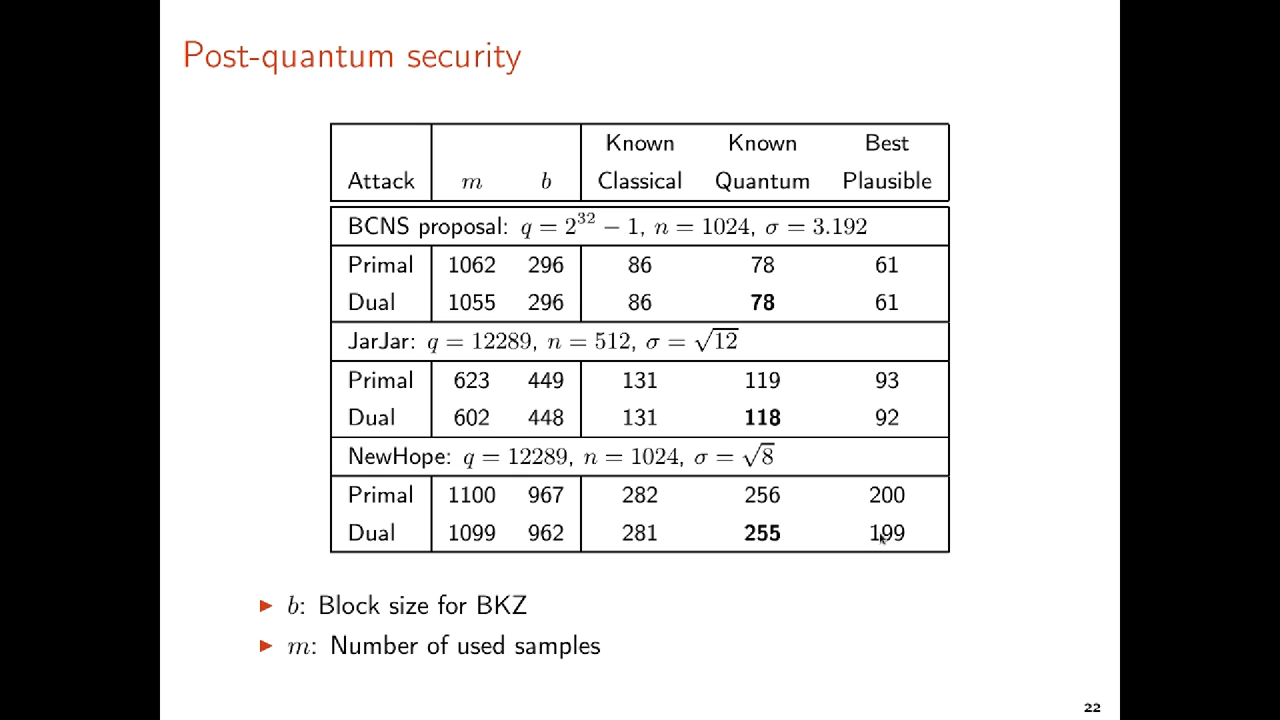 Post-quantum security
Known Known Best
Attack m b Classical Quantum Plausible
BCNS proposal: q = 2³² − 1, n = 1024, σ = 3.192
Primal 1062 296 86 78 61
Dual 1055 296 86 78 61
JarJar: q = 12289, n = 512, σ = √12
Primal 623 449 131 119 93
Dual 602 448 131 118 92
NewHope: q = 12289, n = 1024, σ = √8
Primal 1100 967 282 256 200
Dual 1099 962 281 255 199
▶ b: Block size for BKZ
▶ m: Number of used samples
22